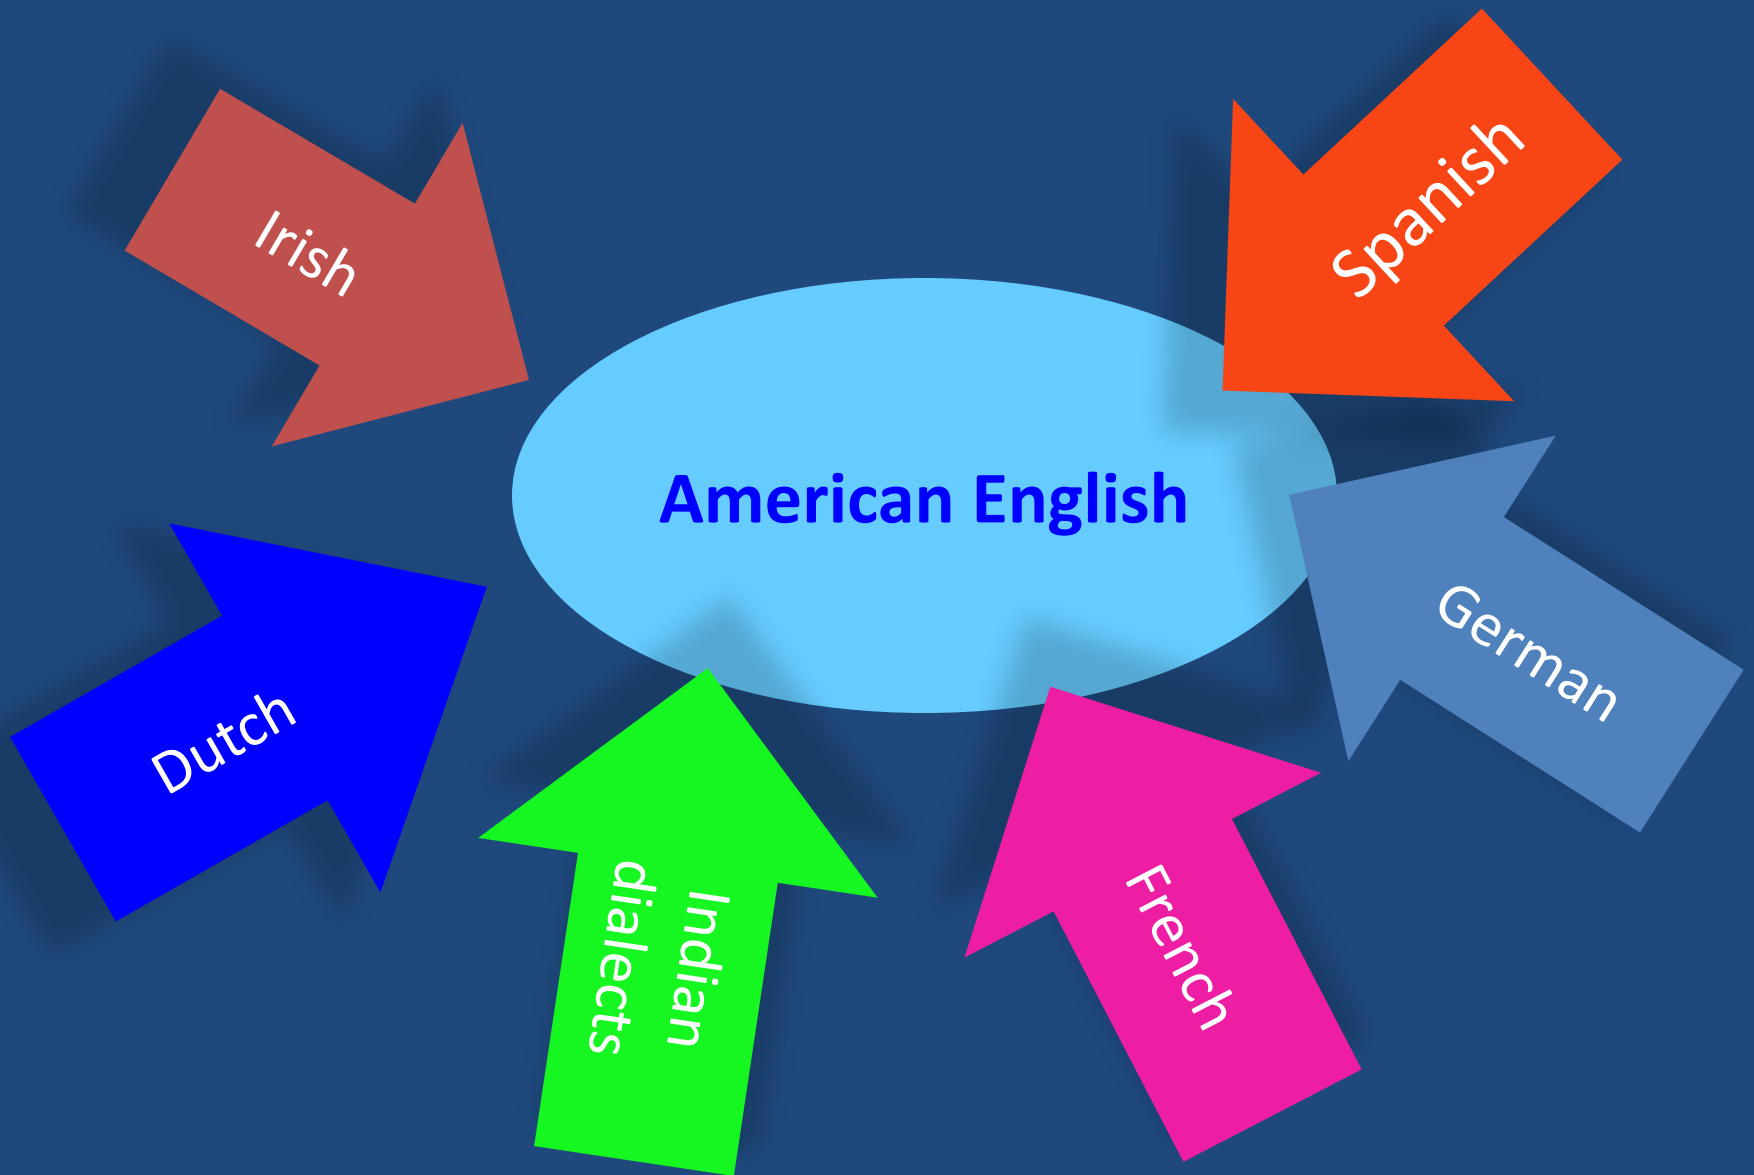 Irish
Spanish
American English
German
Dutch
Indian
dialects
French